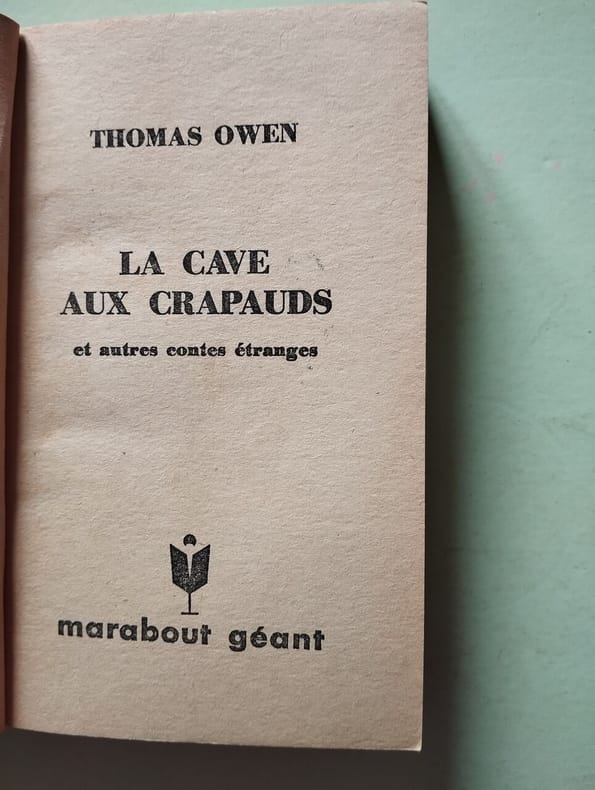 THOMAS OWEN
LA CAVE
AUX CRAPAUDS
et autres contes étranges
marabout géant